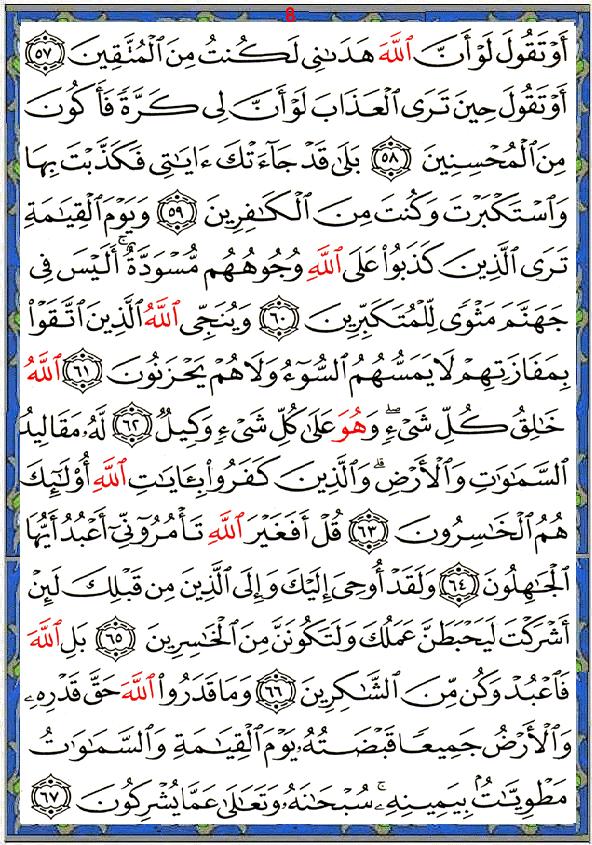 8
أَوْ تَقُولَ لَوْ أَنَّ ٱللَّهَ هَدَىٰنِى لَكُنتُ مِنَ ٱلْمُتَّقِينَ ٥٧
أَوْ تَقُولَ حِينَ تَرَى ٱلْعَذَابَ لَوْ أَنَّ لِى كَرَّةً فَأَكُونَ
مِنَ ٱلْمُحْسِنِينَ ٥٨ بَلَىٰ قَدْ جَآءَتْكَ ءَايَٰتِى فَكَذَّبْتَ بِهَا
وَٱسْتَكْبَرْتَ وَكُنتَ مِنَ ٱلْكَٰفِرِينَ ٥٩ وَيَوْمَ ٱلْقِيَٰمَةِ
تَرَى ٱلَّذِينَ كَذَبُوا۟ عَلَى ٱللَّهِ وُجُوهُهُم مُّسْوَدَّةٌ ۚ أَلَيْسَ فِى
جَهَنَّمَ مَثْوًى لِّلْمُتَكَبِّرِينَ ٦٠ وَيُنَجِّى ٱللَّهُ ٱلَّذِينَ ٱتَّقَوْا۟
بِمَفَازَتِهِمْ لَا يَمَسُّهُمُ ٱلسُّوٓءُ وَلَا هُمْ يَحْزَنُونَ ٦١ ٱللَّهُ
خَٰلِقُ كُلِّ شَىْءٍ ۖ وَهُوَ عَلَىٰ كُلِّ شَىْءٍ وَكِيلٌ ٦٢ لَّهُۥ مَقَالِيدُ
ٱلسَّمَٰوَٰتِ وَٱلْأَرْضِ ۗ وَٱلَّذِينَ كَفَرُوا۟ بِـَٔايَٰتِ ٱللَّهِ أُو۟لَٰٓئِكَ
هُمُ ٱلْخَٰسِرُونَ ٦٣ قُلْ أَفَغَيْرَ ٱللَّهِ تَأْمُرُوٓنِّىٓ أَعْبُدُ أَيُّهَا
ٱلْجَٰهِلُونَ ٦٤ وَلَقَدْ أُوحِىَ إِلَيْكَ وَإِلَى ٱلَّذِينَ مِن قَبْلِكَ لَئِنْ
أَشْرَكْتَ لَيَحْبَطَنَّ عَمَلُكَ وَلَتَكُونَنَّ مِنَ ٱلْخَٰسِرِينَ ٦٥ بَلِ ٱللَّهَ
فَٱعْبُدْ وَكُن مِّنَ ٱلشَّٰكِرِينَ ٦٦ وَمَا قَدَرُوا۟ ٱللَّهَ حَقَّ قَدْرِهِۦ
وَٱلْأَرْضُ جَمِيعًا قَبْضَتُهُۥ يَوْمَ ٱلْقِيَٰمَةِ وَٱلسَّمَٰوَٰتُ
مَطْوِيَّٰتٌۢ بِيَمِينِهِۦ ۚ سُبْحَٰنَهُۥ وَتَعَٰلَىٰ عَمَّا يُشْرِكُونَ ٦٧